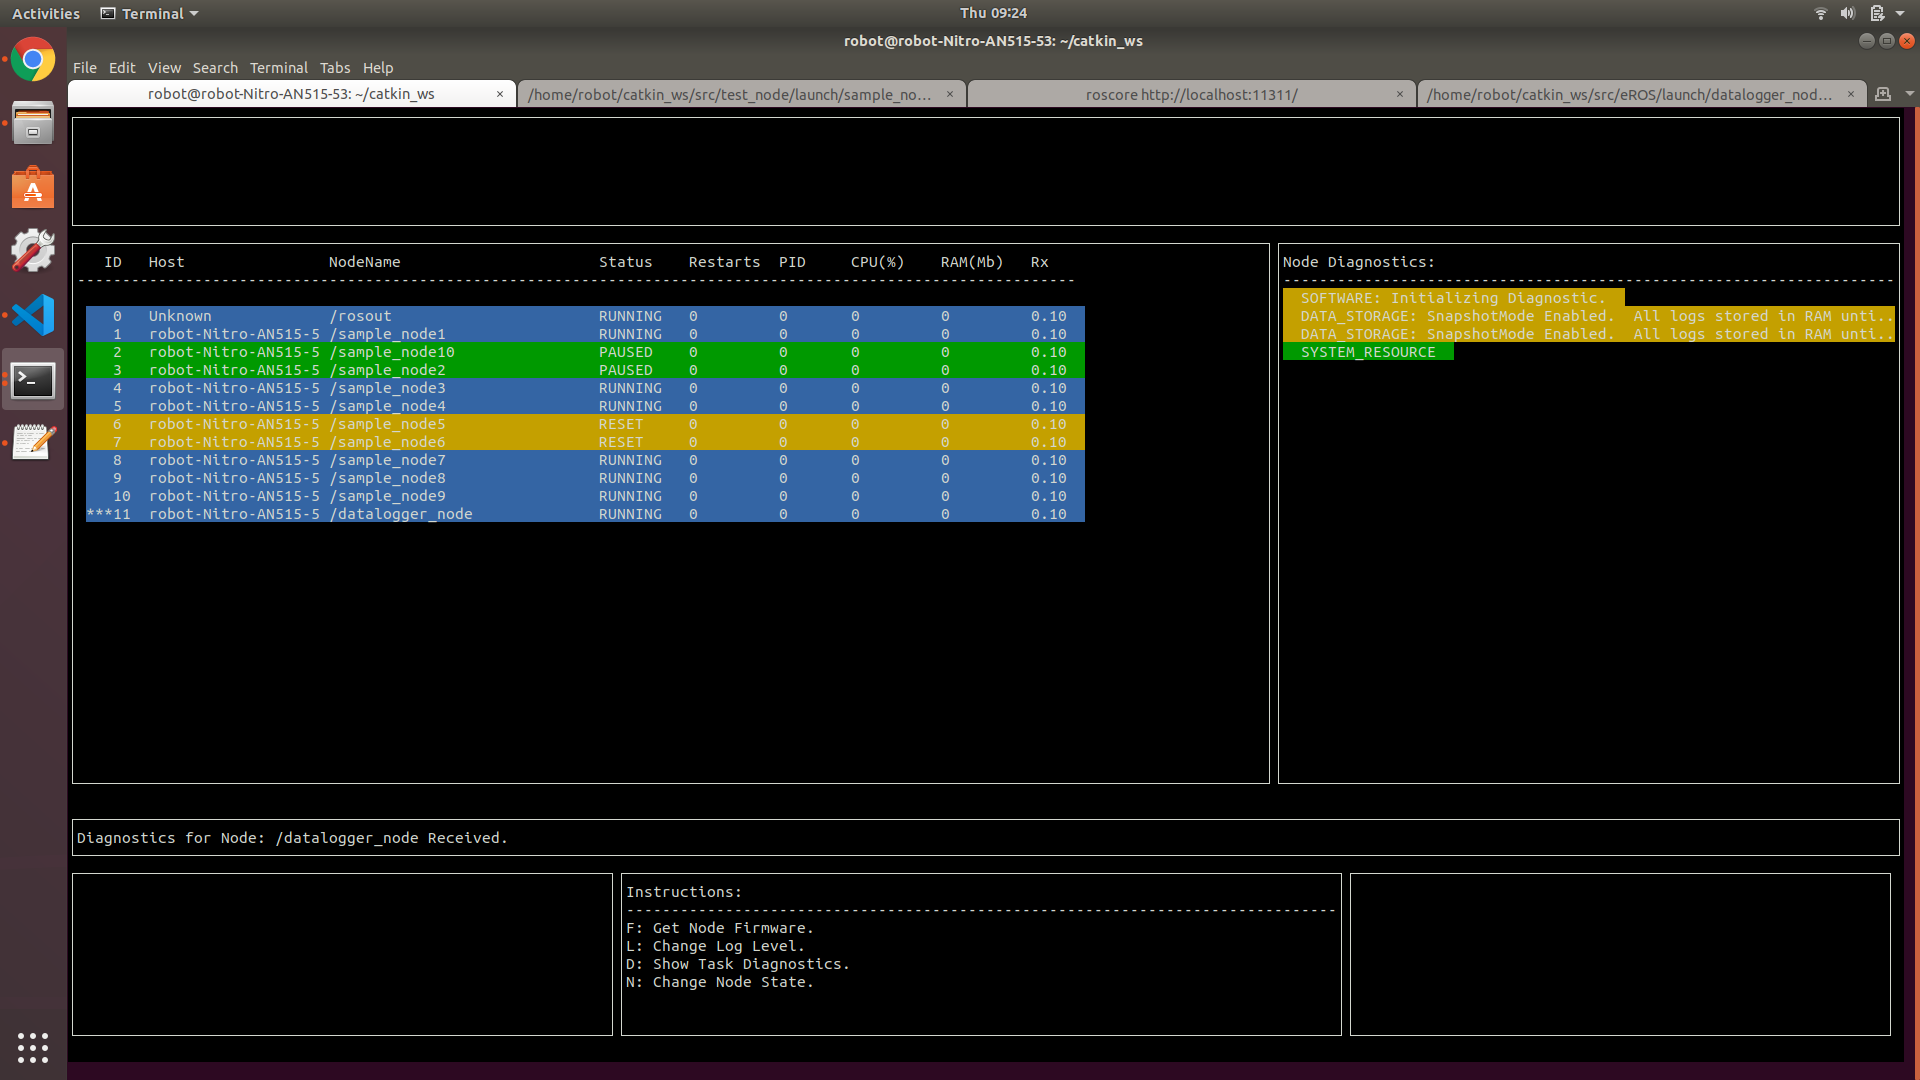 Activities Terminal Thu 09:24
robot@robot-Nitro-AN515-53: ~/catkin_ws
File Edit View Search Terminal Tabs Help
robot@robot-Nitro-AN515-53: ~/catkin_ws × /home/robot/catkin_ws/src/test_node/launch/sample_no... × roscore http://localhost:11311/ × /home/robot/catkin_ws/src/eROS/launch/datalogger_nod... ×
ID Host NodeName Status Restarts PID CPU(%) RAM(Mb) Rx
---------------------------------------------------------------------------------------------------------------
0 Unknown /rosout RUNNING 0 0 0 0 0.10
1 robot-Nitro-AN515-5 /sample_node1 RUNNING 0 0 0 0 0.10
2 robot-Nitro-AN515-5 /sample_node10 PAUSED 0 0 0 0 0.10
3 robot-Nitro-AN515-5 /sample_node2 PAUSED 0 0 0 0 0.10
4 robot-Nitro-AN515-5 /sample_node3 RUNNING 0 0 0 0 0.10
5 robot-Nitro-AN515-5 /sample_node4 RUNNING 0 0 0 0 0.10
6 robot-Nitro-AN515-5 /sample_node5 RESET 0 0 0 0 0.10
7 robot-Nitro-AN515-5 /sample_node6 RESET 0 0 0 0 0.10
8 robot-Nitro-AN515-5 /sample_node7 RUNNING 0 0 0 0 0.10
9 robot-Nitro-AN515-5 /sample_node8 RUNNING 0 0 0 0 0.10
10 robot-Nitro-AN515-5 /sample_node9 RUNNING 0 0 0 0 0.10
***11 robot-Nitro-AN515-5 /datalogger_node RUNNING 0 0 0 0 0.10
Node Diagnostics:
--------------------------------------------------------------------
SOFTWARE: Initializing Diagnostic.
DATA_STORAGE: SnapshotMode Enabled.  All logs stored in RAM unti..
DATA_STORAGE: SnapshotMode Enabled.  All logs stored in RAM unti..
SYSTEM_RESOURCE
Diagnostics for Node: /datalogger_node Received.
Instructions:
-------------------------------------------------------------------------------
F: Get Node Firmware.
L: Change Log Level.
D: Show Task Diagnostics.
N: Change Node State.